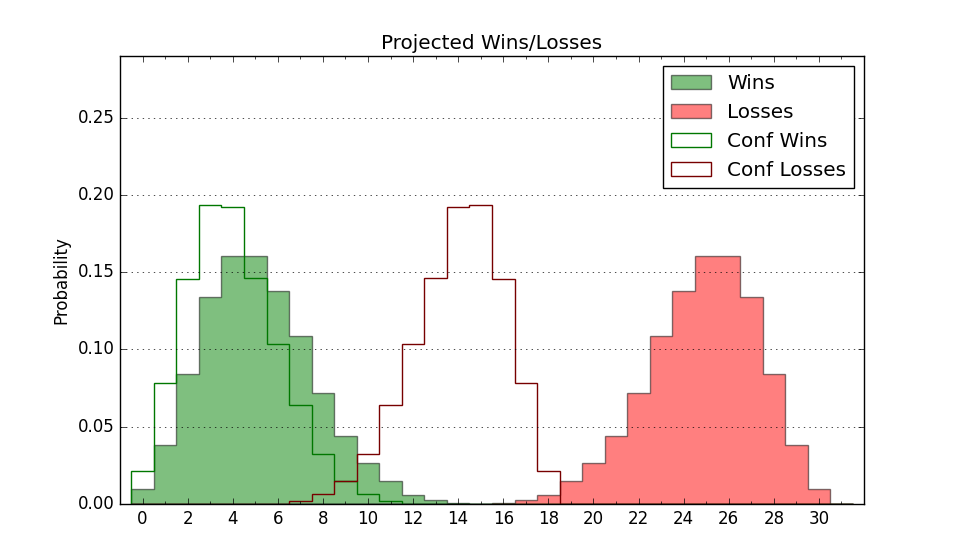 Projected Wins/Losses
Wins
Losses
Conf Wins
Conf Losses
Probability
0.25
0.20
0.15
0.10
0.05
0.00
0 2 4 6 8 10 12 14 16 18 20 22 24 26 28 30